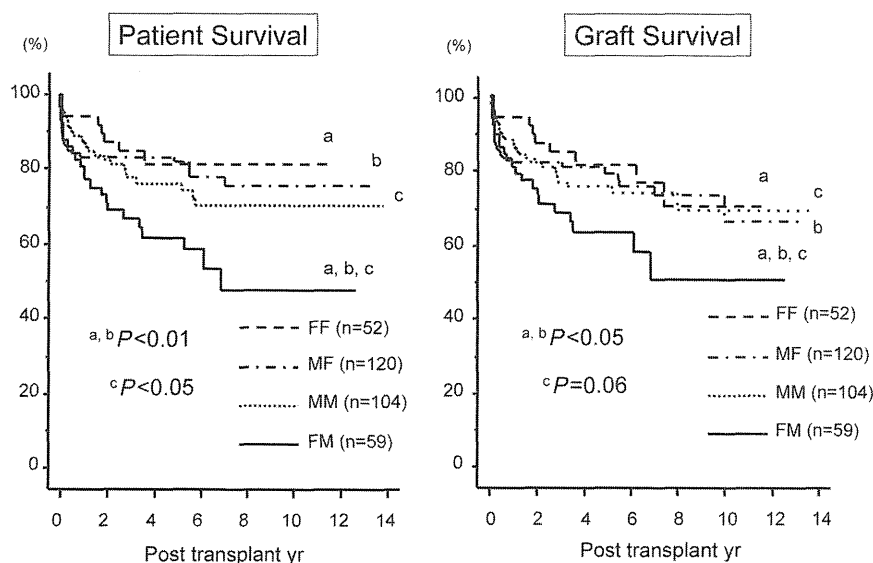 Patient Survival
(%)
100
80
60
40
20
0
a
b
c
a, b, c
a, b P<0.01
c P<0.05
FF (n=52)
MF (n=120)
MM (n=104)
FM (n=59)
0 2 4 6 8 10 12 14
Post transplant yr
Graft Survival
(%)
100
80
60
40
20
0
a
c
b
a, b, c
a, b P<0.05
c P=0.06
FF (n=52)
MF (n=120)
MM (n=104)
FM (n=59)
0 2 4 6 8 10 12 14
Post transplant yr